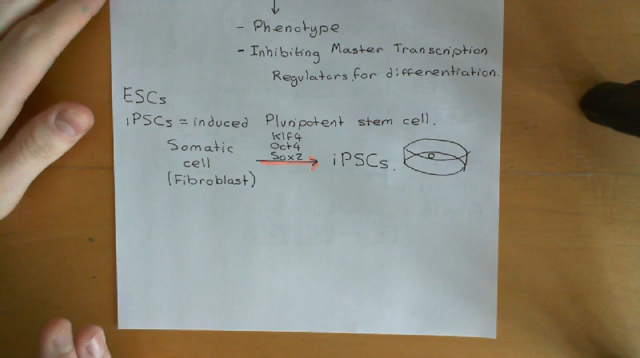 - Phenotype
- Inhibiting Master Transcription
Regulators for differentiation.
ESCs
iPSCs = induced Pluripotent stem cell.
Klf4
Somatic Oct4
cell Sox2 iPSCs.
(Fibroblast)